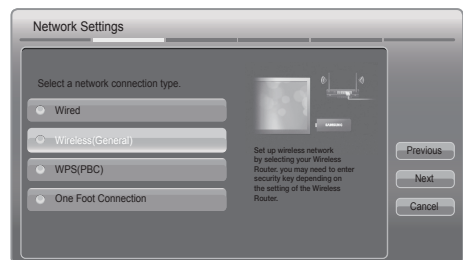 Network Settings
Select a network connection type.
Wired
Wireless(General)
WPS(PBC)
One Foot Connection
SAMSUNG
Set up wireless network
by selecting your Wireless
Router. you may need to enter
security key depending on
the setting of the Wireless
Router.
Previous
Next
Cancel